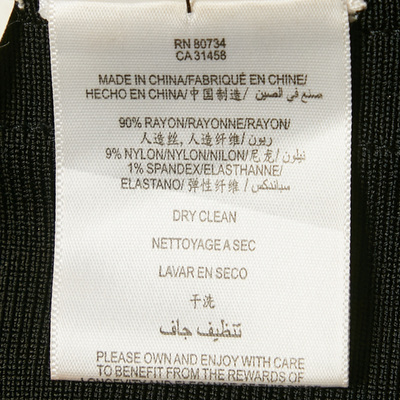 RN 80734
CA 31458
MADE IN CHINA/FABRIQUÉ EN CHINE/
HECHO EN CHINA/中国制造/ صنع في الصين/
90% RAYON/RAYONNE/RAYON/
人造丝, 人造纤维/ ريون/
9% NYLON/NYLON/NILON/尼龙/ نيلون/
1% SPANDEX/ELASTHANNE/
ELASTANO/弹性纤维/ سباندكس/
DRY CLEAN
NETTOYAGE A SEC
LAVAR EN SECO
干洗
تنظيف جاف
PLEASE OWN AND ENJOY WITH CARE
TO BENEFIT FROM THE REWARDS OF